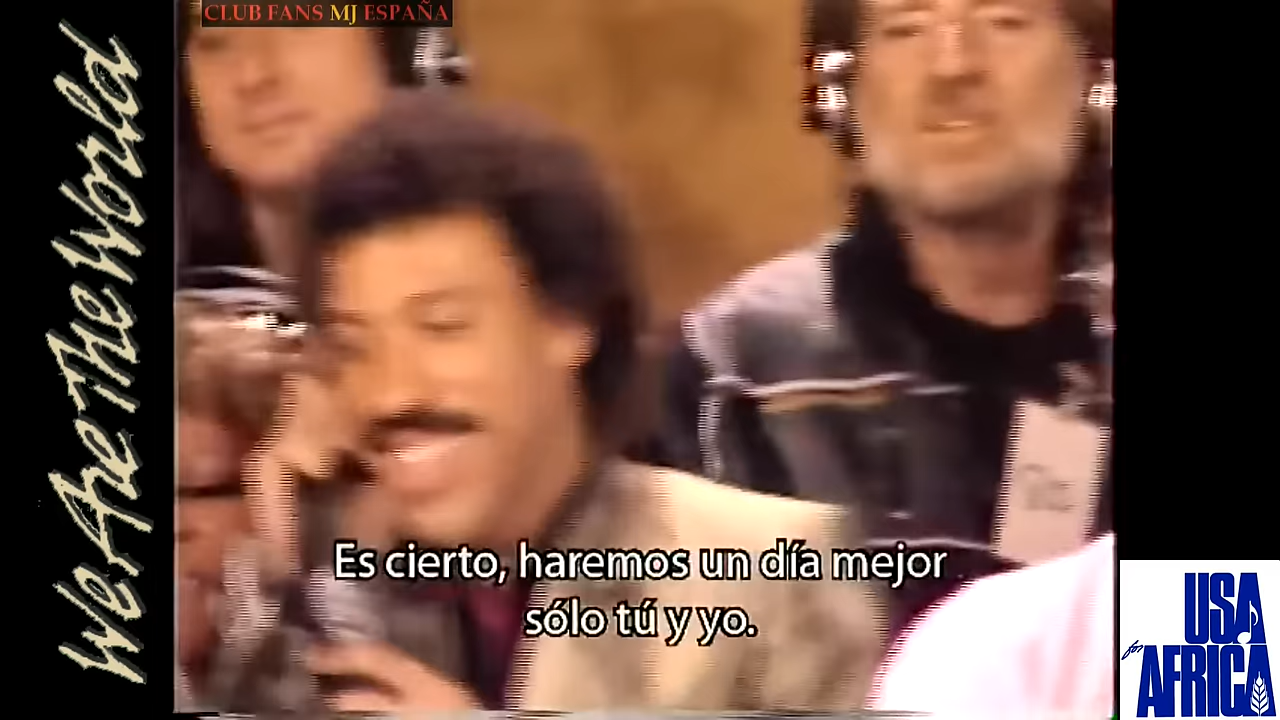 CLUB FANS MJ ESPAÑA
We Are The World
Es cierto, haremos un día mejor
sólo tú y yo.
USA
for
AFRICA